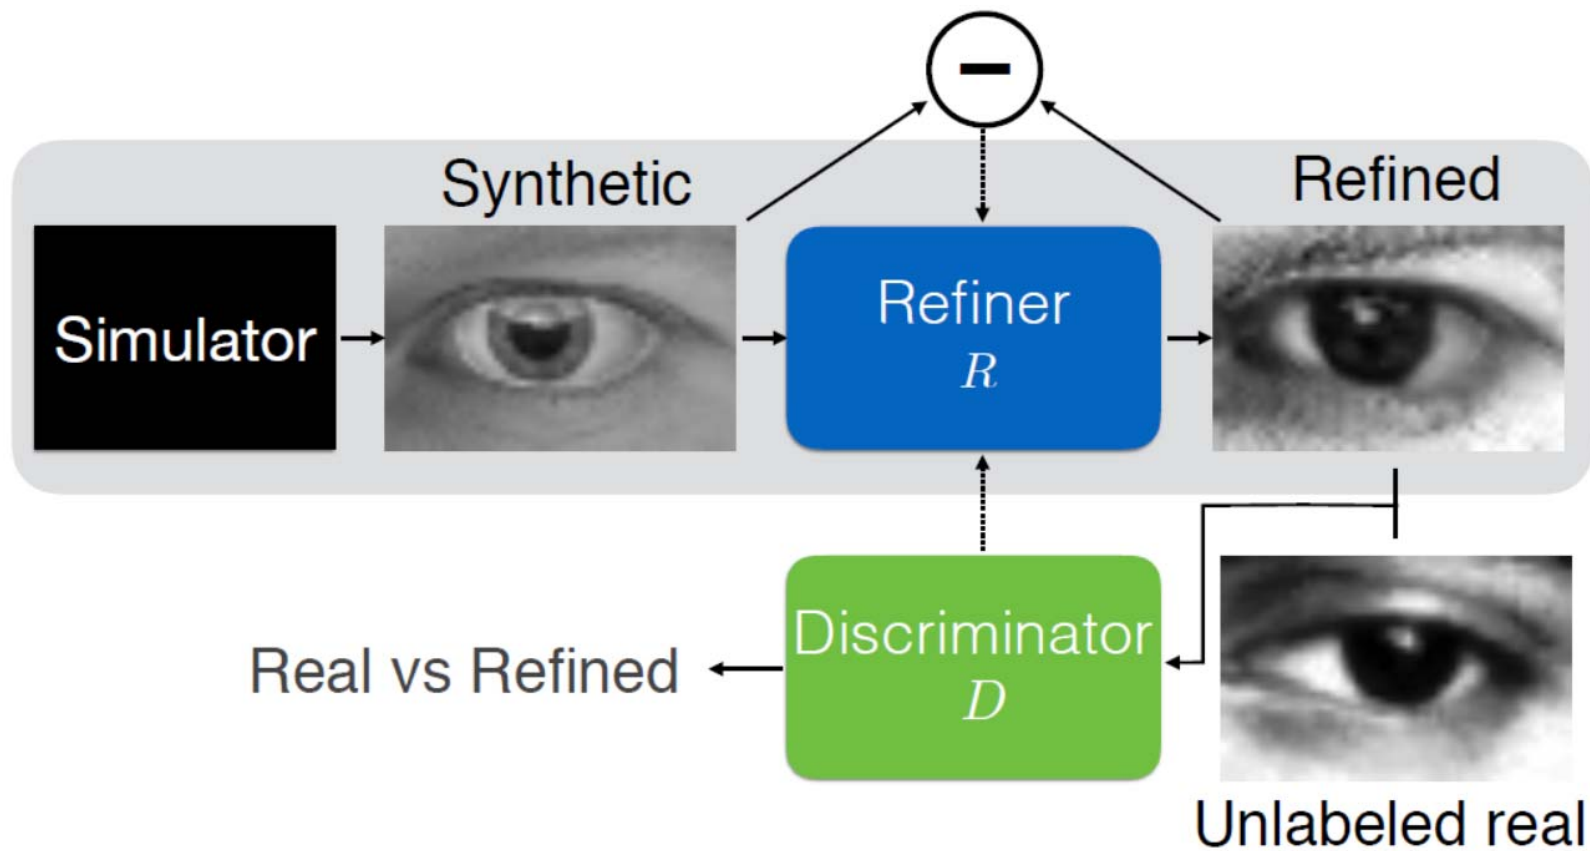 −
Synthetic
Refined
Simulator
Refiner
R
Discriminator
D
Real vs Refined
Unlabeled real